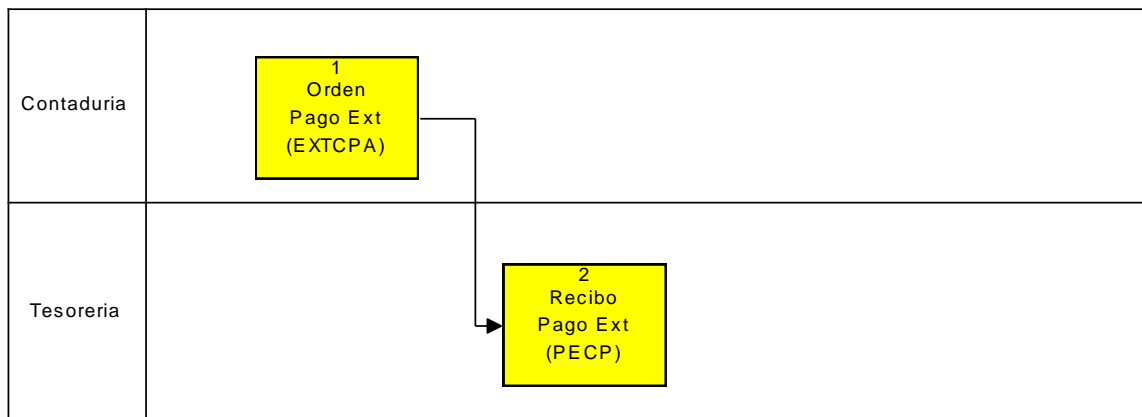 Contaduria
1
Orden
Pago Ext
(EXTCPA)
Tesoreria
2
Recibo
Pago Ext
(PECP)